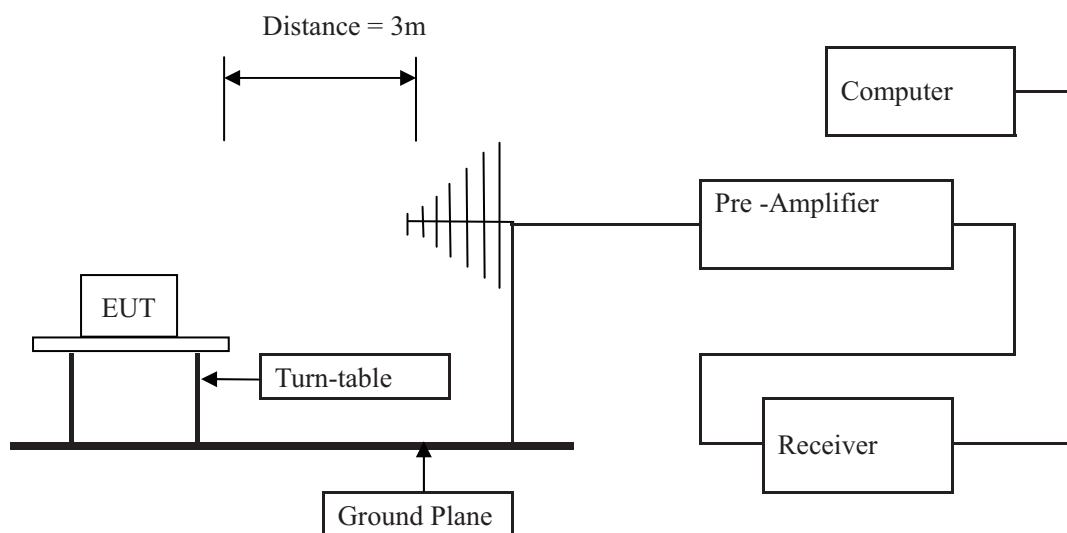 Distance = 3m
Computer
Pre -Amplifier
EUT
Turn-table
Receiver
Ground Plane